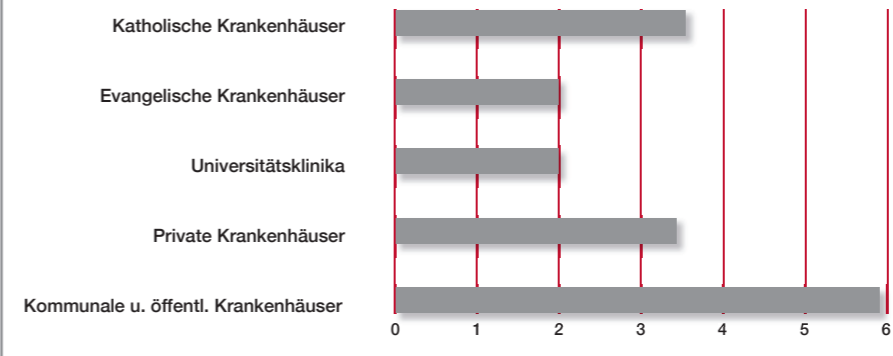 Katholische Krankenhäuser
Evangelische Krankenhäuser
Universitätsklinika
Private Krankenhäuser
Kommunale u. öffentl. Krankenhäuser
0 1 2 3 4 5 6